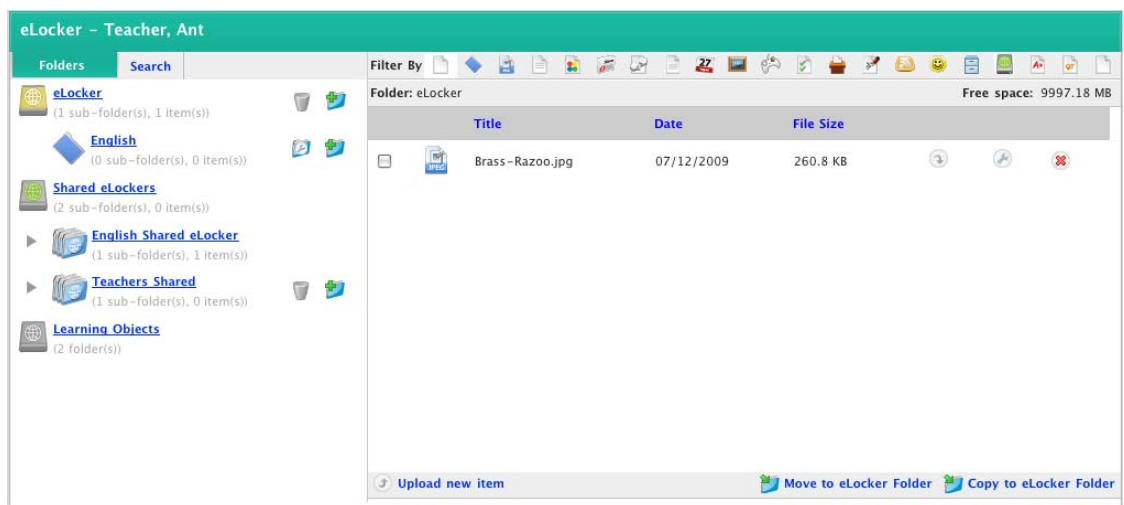 eLocker - Teacher, Ant
Folders Search
eLocker
(1 sub-folder(s), 1 item(s))
English
(0 sub-folder(s), 0 item(s))
Shared eLockers
(2 sub-folder(s), 0 item(s))
English Shared eLocker
(1 sub-folder(s), 1 item(s))
Teachers Shared
(1 sub-folder(s), 0 item(s))
Learning Objects
(2 folder(s))
Filter By 27 A+
Folder: eLocker Free space: 9997.18 MB
Title Date File Size
JPEG Brass-Razoo.jpg 07/12/2009 260.8 KB
Upload new item Move to eLocker Folder Copy to eLocker Folder